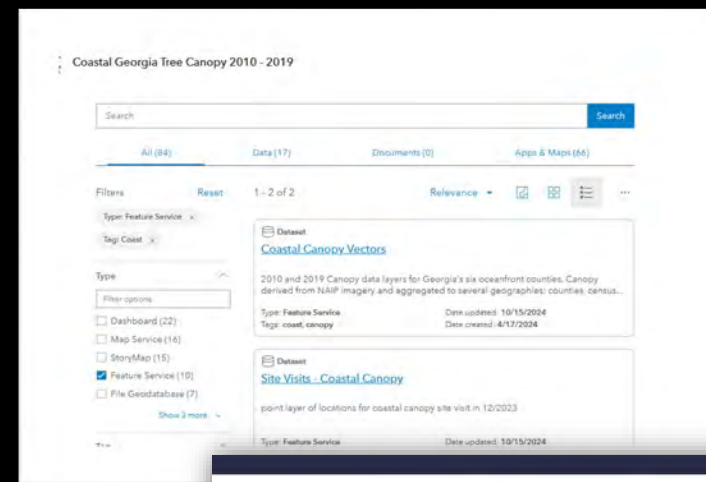 Coastal Georgia Tree Canopy 2010 - 2019
Search
Search
All (84)
Data (17)
Documents (0)
Apps & Maps (66)
Filters
Reset
1 - 2 of 2
Relevance
Type: Feature Service x
Tag: Coast x
Type
Filter options
Dashboard (22)
Map Service (16)
StoryMap (15)
Feature Service (10)
File Geodatabase (7)
Show 3 more
Dataset
Coastal Canopy Vectors
2010 and 2019 Canopy data layers for Georgia's six oceanfront counties. Canopy
derived from NAIP imagery and aggregated to several geographies: counties, census...
Type: Feature Service
Date updated: 10/15/2024
Tags: coast, canopy
Date created: 4/17/2024
Dataset
Site Visits - Coastal Canopy
point layer of locations for coastal canopy site visit in 12/2023
Type: Feature Service
Date updated: 10/15/2024